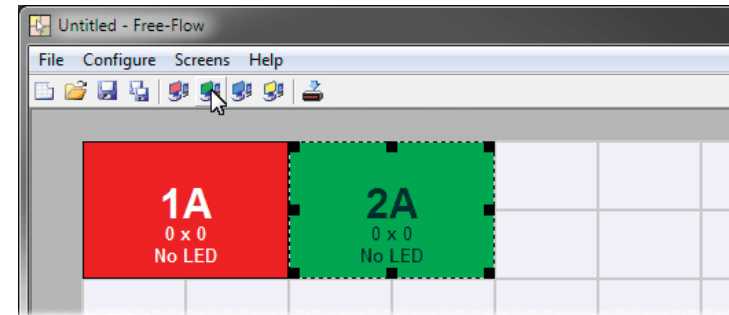 Untitled - Free-Flow
File Configure Screens Help
1A
0 x 0
No LED
2A
0 x 0
No LED